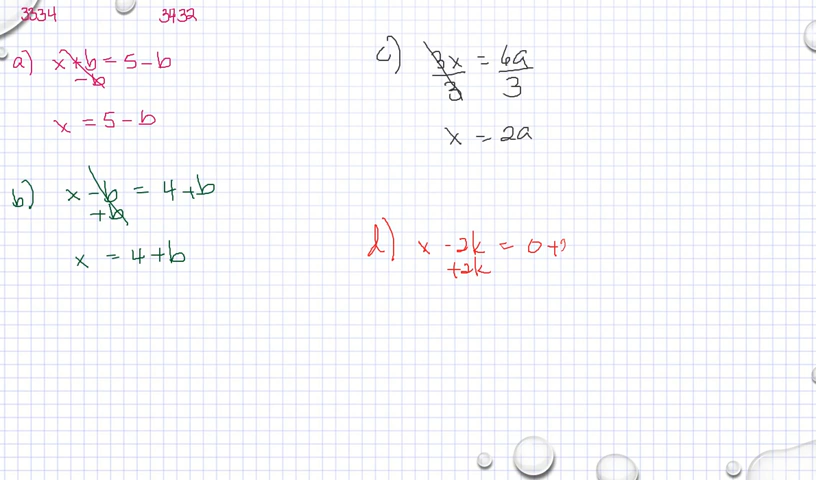 3334 3432
a) x + b = 5 - b
- b
x = 5 - b
b) x - b = 4 + b
+ b
x = 4 + b
c) 3x = 6a
3 3
x = 2a
d) x - 2k = 0 +
+2k